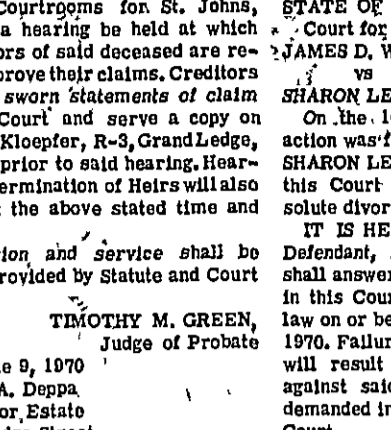 Courtrooms for St. Johns,
a hearing be held at which
ors of said deceased are re-
prove their claims. Creditors
sworn statements of claim
Court and serve a copy on
Kloepfer, R-3, Grand Ledge,
prior to said hearing. Hear-
ermination of Heirs will also
t the above stated time and
ion and service shall be
rovided by Statute and Court
TIMOTHY M. GREEN,
Judge of Probate
e 9, 1970
A. Deppa
or, Estate
STATE OF
Court for
JAMES D. W
vs
SHARON LE
On the 1
action was f
SHARON LE
this Court
solute divor
IT IS HE
Defendant,
shall answer
in this Cour
law on or be
1970. Failur
will result
against said
demanded in